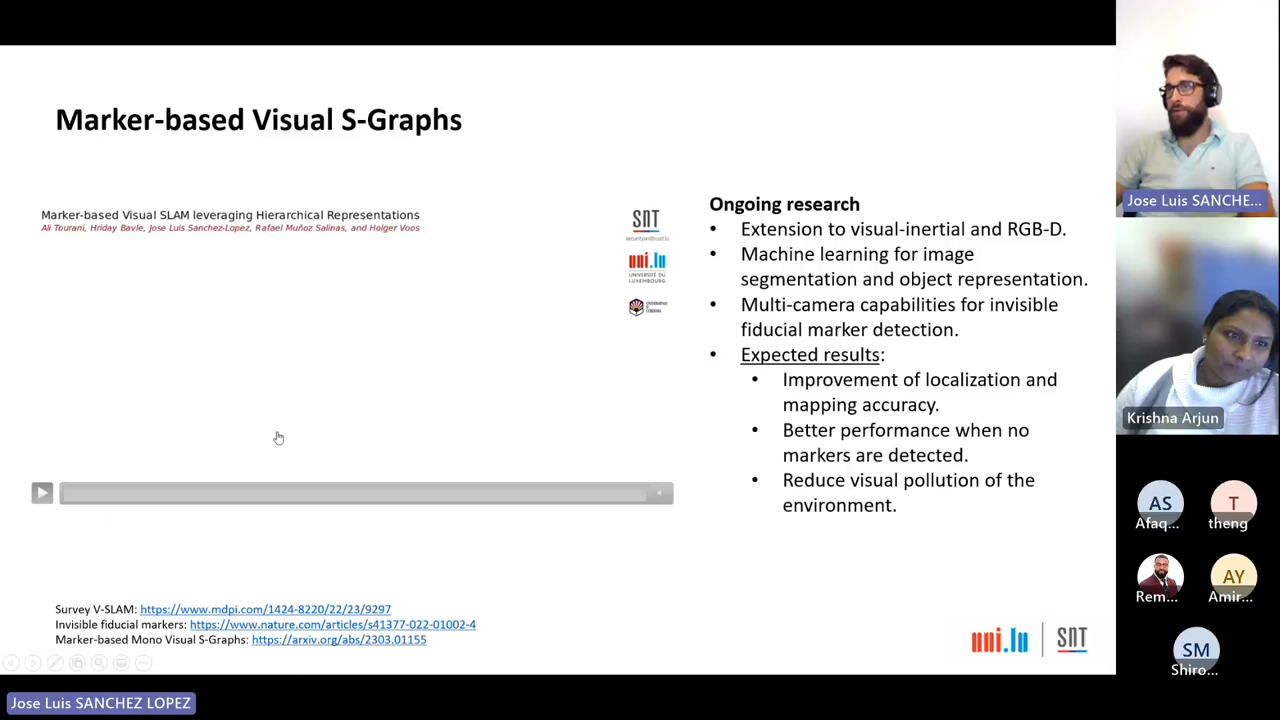 Marker-based Visual S-Graphs
Marker-based Visual SLAM leveraging Hierarchical Representations
Ali Tourani, Hriday Bavle, Jose Luis Sanchez-Lopez, Rafael Muñoz Salinas, and Holger Voos
SNT
securityandtrust.lu
uni.lu
UNIVERSITÉ DU
LUXEMBOURG
Ongoing research
• Extension to visual-inertial and RGB-D.
• Machine learning for image
segmentation and object representation.
• Multi-camera capabilities for invisible
fiducial marker detection.
• Expected results:
• Improvement of localization and
mapping accuracy.
• Better performance when no
markers are detected.
• Reduce visual pollution of the
environment.
Survey V-SLAM: https://www.mdpi.com/1424-8220/22/23/9297
Invisible fiducial markers: https://www.nature.com/articles/s41377-022-01002-4
Marker-based Mono Visual S-Graphs: https://arxiv.org/abs/2303.01155
uni.lu SNT
Jose Luis SANCHEZ LOPEZ
Jose Luis SANCHE...
Krishna Arjun
AS
Afaq...
T
theng
Rem...
AY
Amir...
SM
Shiro...